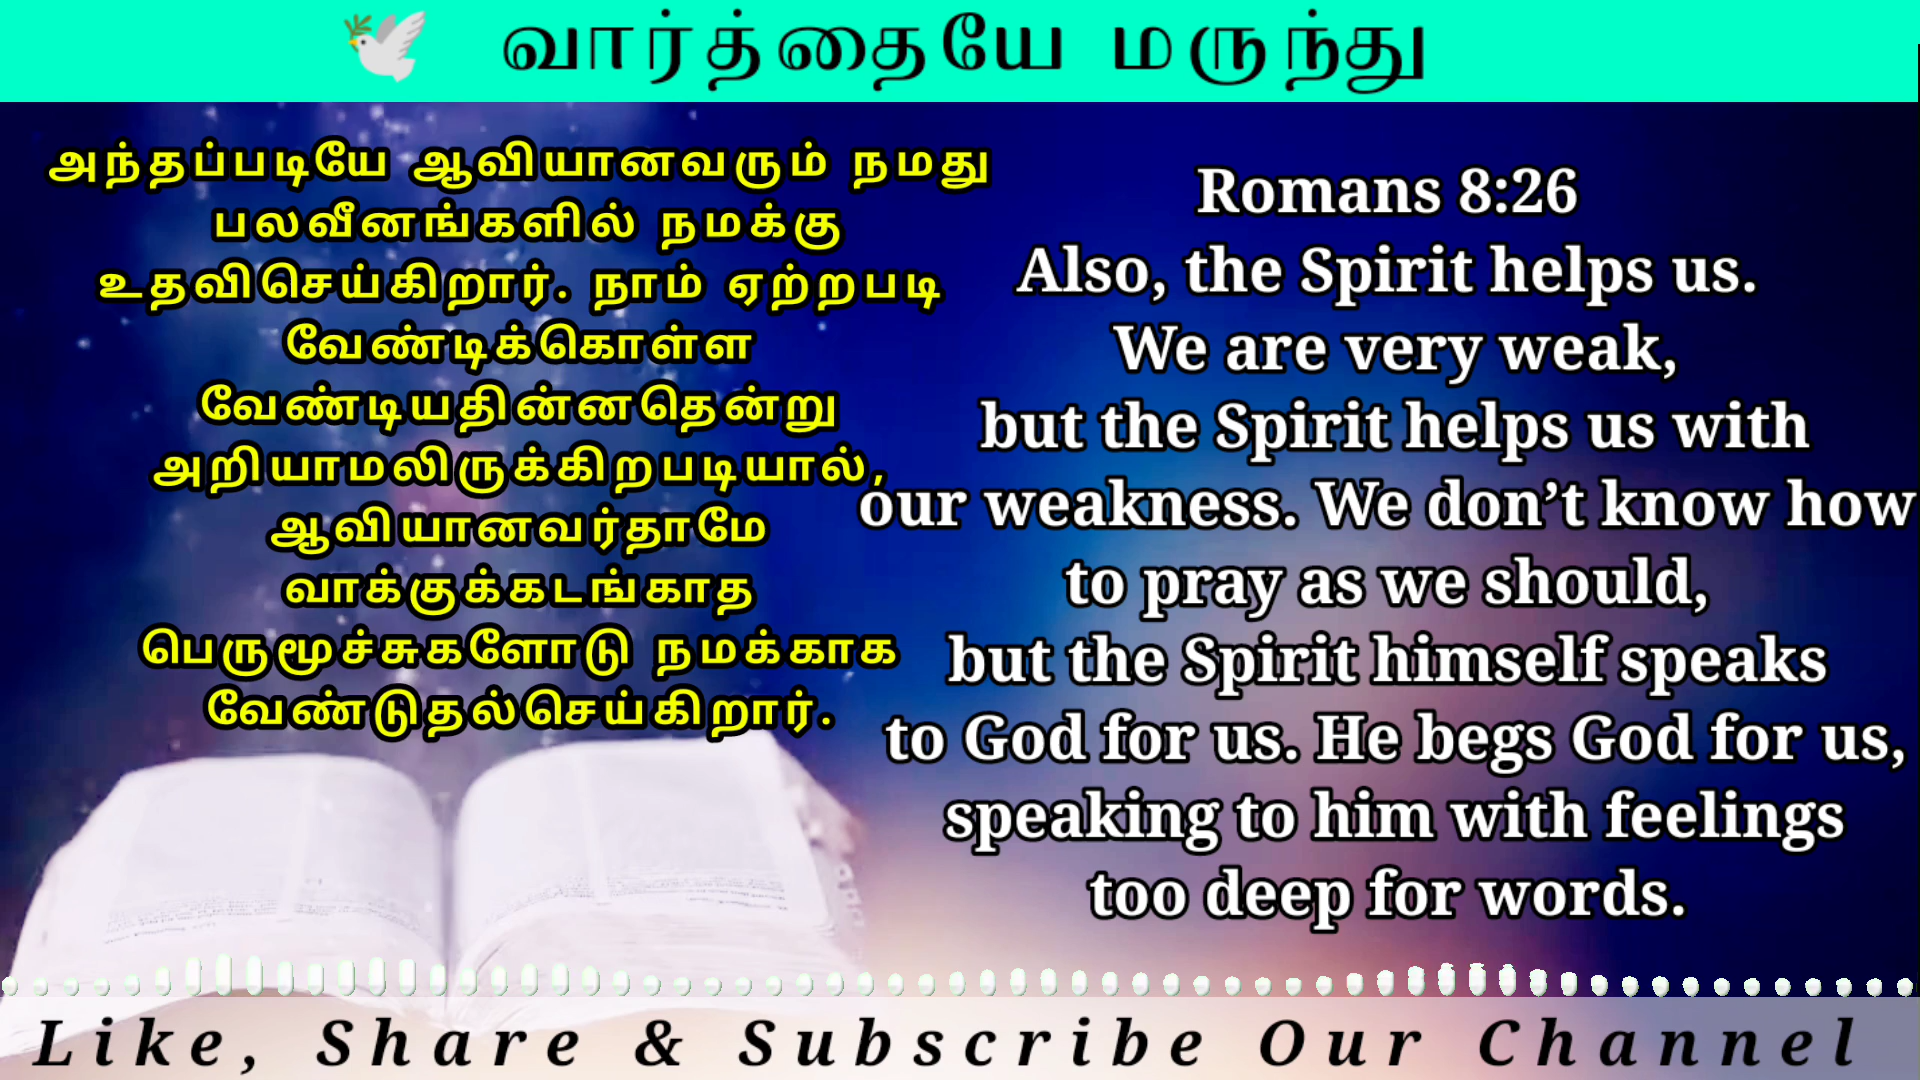 🕊 வார்த்தையே மருந்து
அந்தப்படியே ஆவியானவரும் நமது
பலவீனங்களில் நமக்கு
உதவிசெய்கிறார். நாம் ஏற்றபடி
வேண்டிக்கொள்ள
வேண்டியதின்னதென்று
அறியாமலிருக்கிறபடியால்,
ஆவியானவர்தாமே
வாக்குக்கடங்காத
பெருமூச்சுகளோடு நமக்காக
வேண்டுதல்செய்கிறார்.
Romans 8:26
Also, the Spirit helps us.
We are very weak,
but the Spirit helps us with
our weakness. We don’t know how
to pray as we should,
but the Spirit himself speaks
to God for us. He begs God for us,
speaking to him with feelings
too deep for words.
Like, Share & Subscribe Our Channel